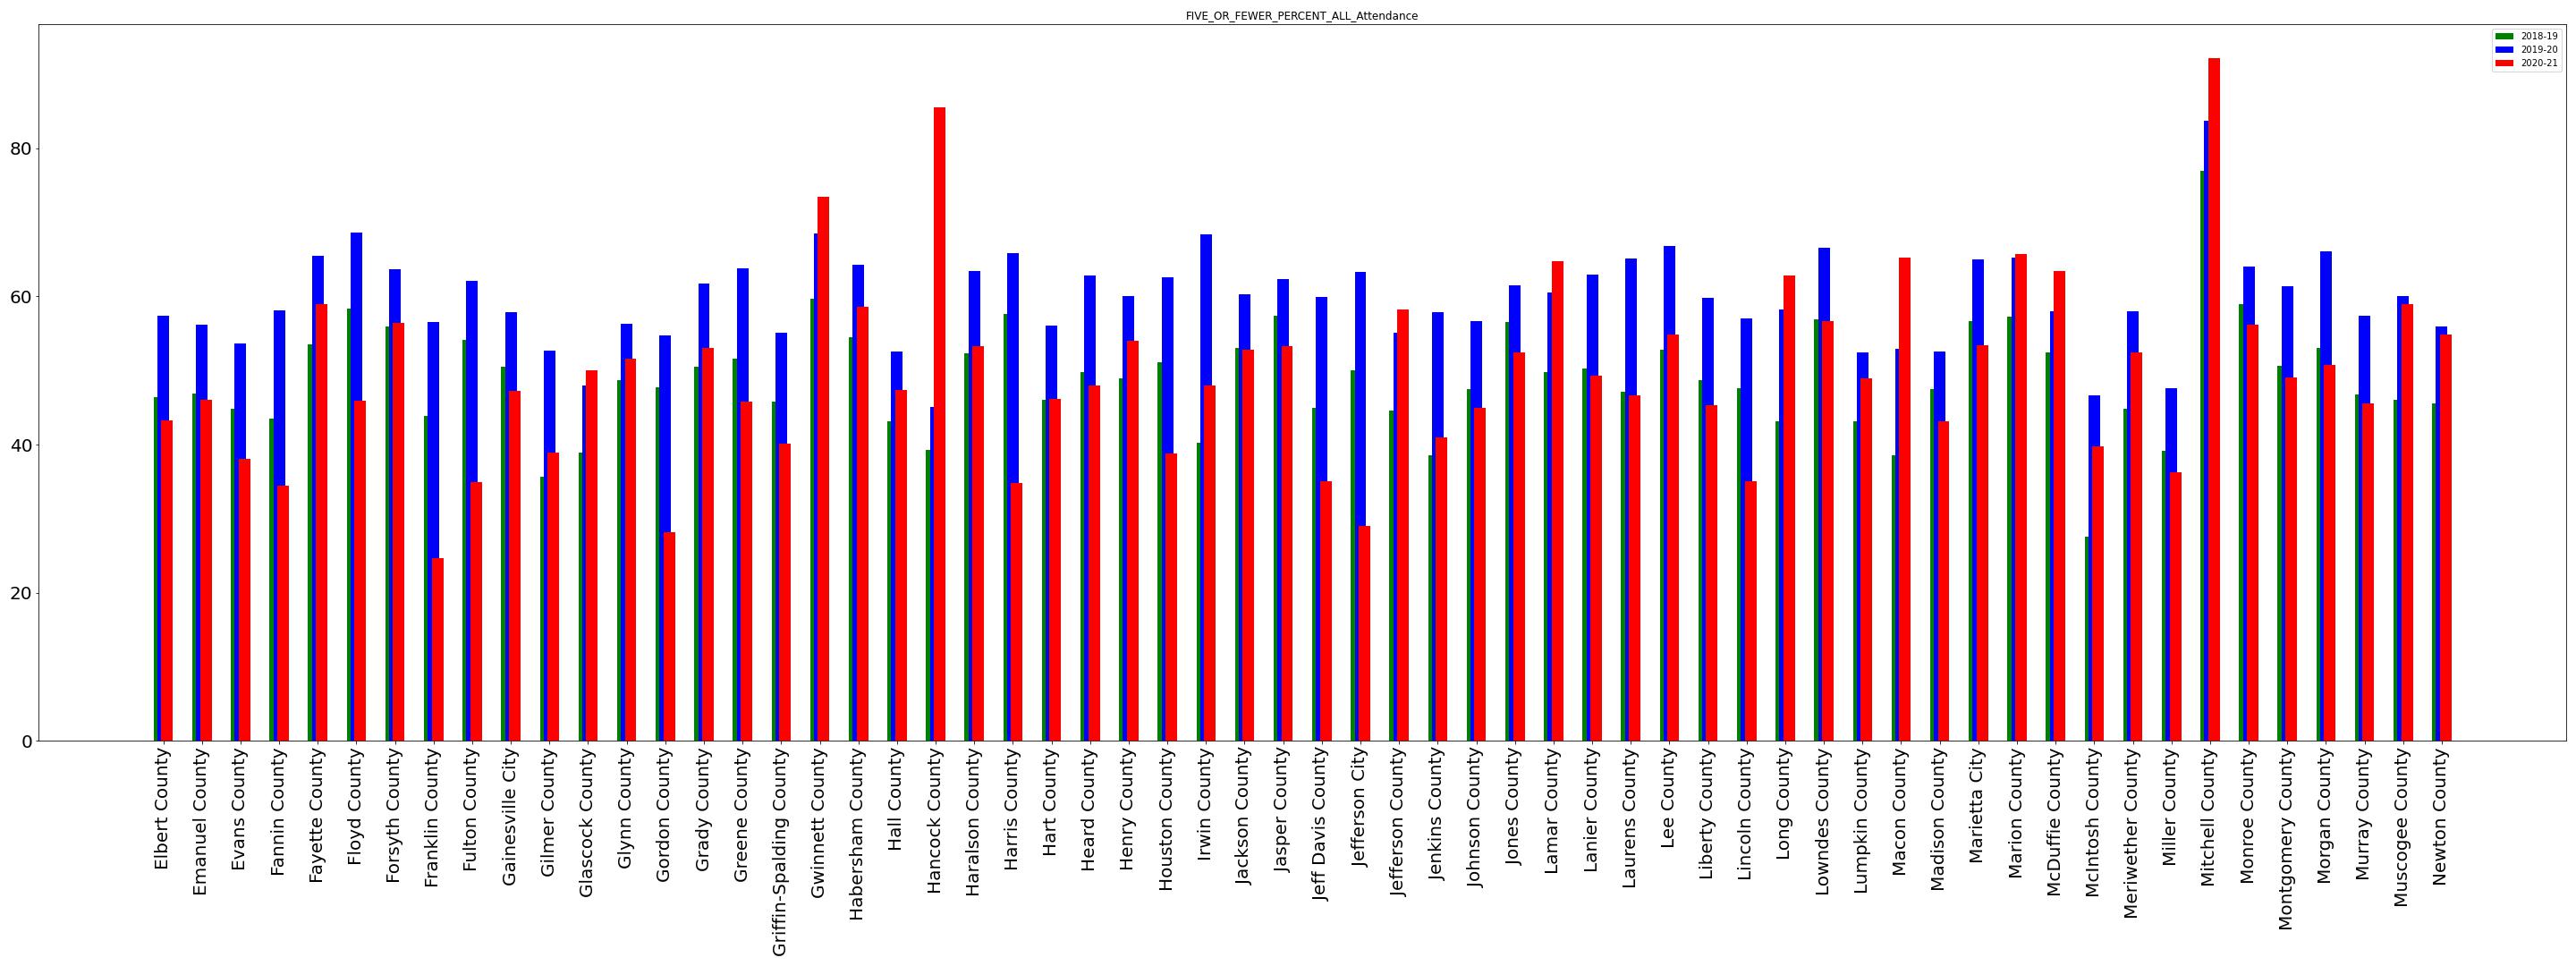 FIVE_OR_FEWER_PERCENT_ALL_Attendance
2018-19
2019-20
2020-21
80
60
40
20
0
Elbert County
Emanuel County
Evans County
Fannin County
Fayette County
Floyd County
Forsyth County
Franklin County
Fulton County
Gainesville City
Gilmer County
Glascock County
Glynn County
Gordon County
Grady County
Greene County
Griffin-Spalding County
Gwinnett County
Habersham County
Hall County
Hancock County
Haralson County
Harris County
Hart County
Heard County
Henry County
Houston County
Irwin County
Jackson County
Jasper County
Jeff Davis County
Jefferson City
Jefferson County
Jenkins County
Johnson County
Jones County
Lamar County
Lanier County
Laurens County
Lee County
Liberty County
Lincoln County
Long County
Lowndes County
Lumpkin County
Macon County
Madison County
Marietta City
Marion County
McDuffie County
McIntosh County
Meriwether County
Miller County
Mitchell County
Monroe County
Montgomery County
Morgan County
Murray County
Muscogee County
Newton County